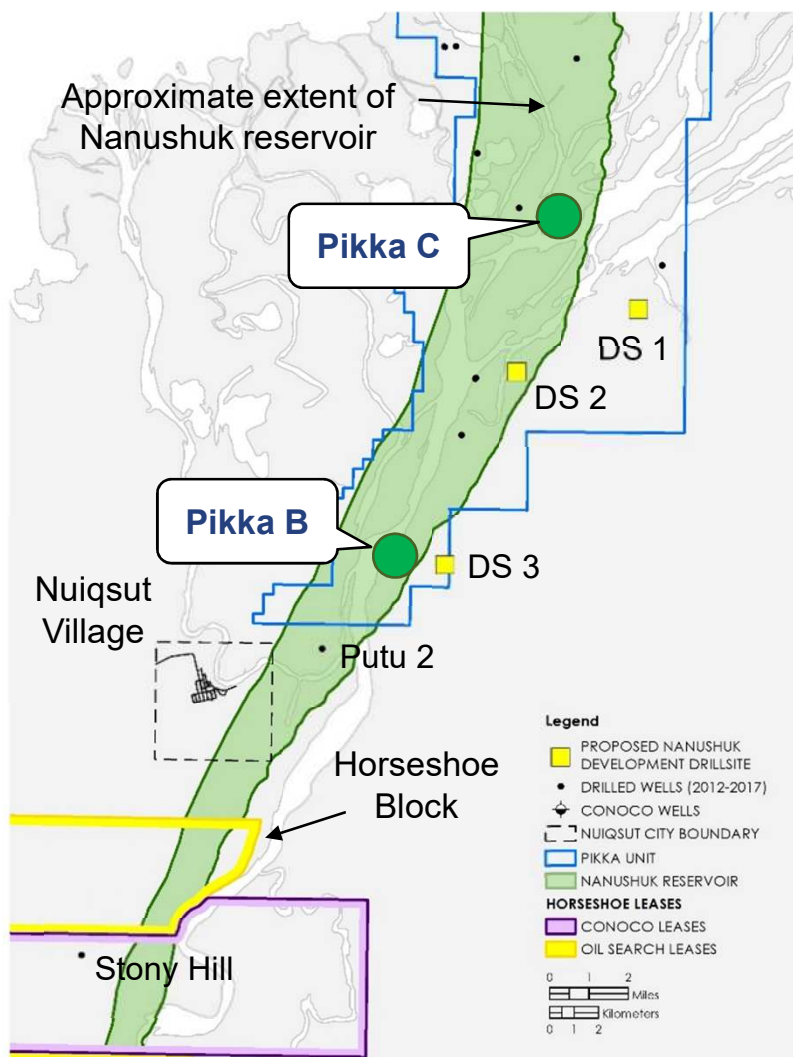 Approximate extent of
Nanushuk reservoir
Pikka C
DS 1
DS 2
Pikka B
DS 3
Nuiqsut
Village
Putu 2
Horseshoe
Block
Stony Hill
Legend
PROPOSED NANUSHUK
DEVELOPMENT DRILLSITE
DRILLED WELLS (2012-2017)
CONOCO WELLS
NUIQSUT CITY BOUNDARY
PIKKA UNIT
NANUSHUK RESERVOIR
HORSESHOE LEASES
CONOCO LEASES
OIL SEARCH LEASES
0 1 2
Miles
Kilometers
0 1 2